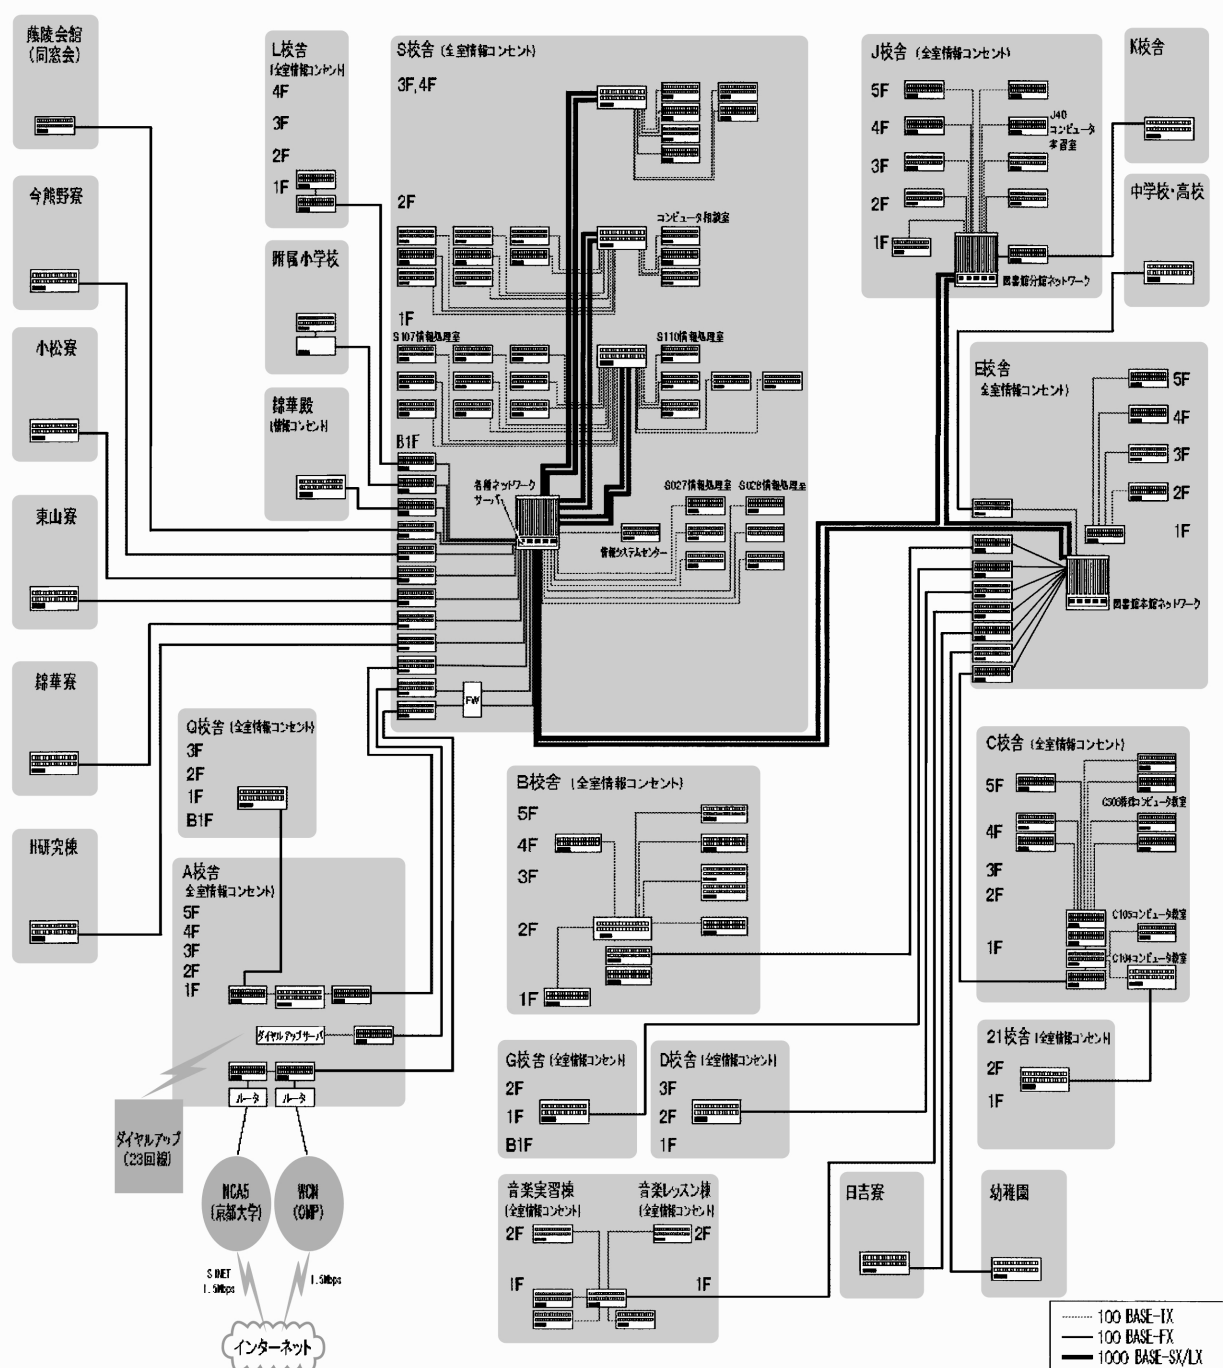 藤陵会館
(同窓会)
今熊野寮
小松寮
東山寮
錦華寮
H研究棟
L校舎
(全室情報コンセント)
4F
3F
2F
1F
附属小学校
錦華殿
(情報コンセント)
S校舎 (全室情報コンセント)
3F,4F
2F
コンピュータ相談室
1F
S107情報処理室
S110情報処理室
B1F
各種ネットワーク
サーバ
S027情報処理室
S028情報処理室
情報システムセンター
FW
J校舎 (全室情報コンセント)
5F
4F
3F
2F
1F
J40
コンピュータ
実習室
図書館分館ネットワーク
K校舎
中学校・高校
E校舎
全室情報コンセント)
5F
4F
3F
2F
1F
図書館本館ネットワーク
Q校舎 (全室情報コンセント)
3F
2F
1F
B1F
A校舎
全室情報コンセント)
5F
4F
3F
2F
1F
ダイヤルアップサーバ
ルータ
ルータ
ダイヤルアップ
(23回線)
NCA5
(京都大学)
WCN
(OMP)
SINET
1.5Mbps
1.5Mbps
インターネット
B校舎 (全室情報コンセント)
5F
4F
3F
2F
1F
C校舎 (全室情報コンセント)
5F
4F
3F
2F
1F
C105コンピュータ教室
C104コンピュータ教室
G校舎 (全室情報コンセント)
2F
1F
B1F
D校舎 (全室情報コンセント)
3F
2F
1F
21校舎 (全室情報コンセント)
2F
1F
音楽実習棟
(全室情報コンセント)
2F
1F
音楽レッスン棟
(全室情報コンセント)
2F
1F
日吉寮
幼稚園
100 BASE-TX
100 BASE-FX
1000 BASE-SX/LX